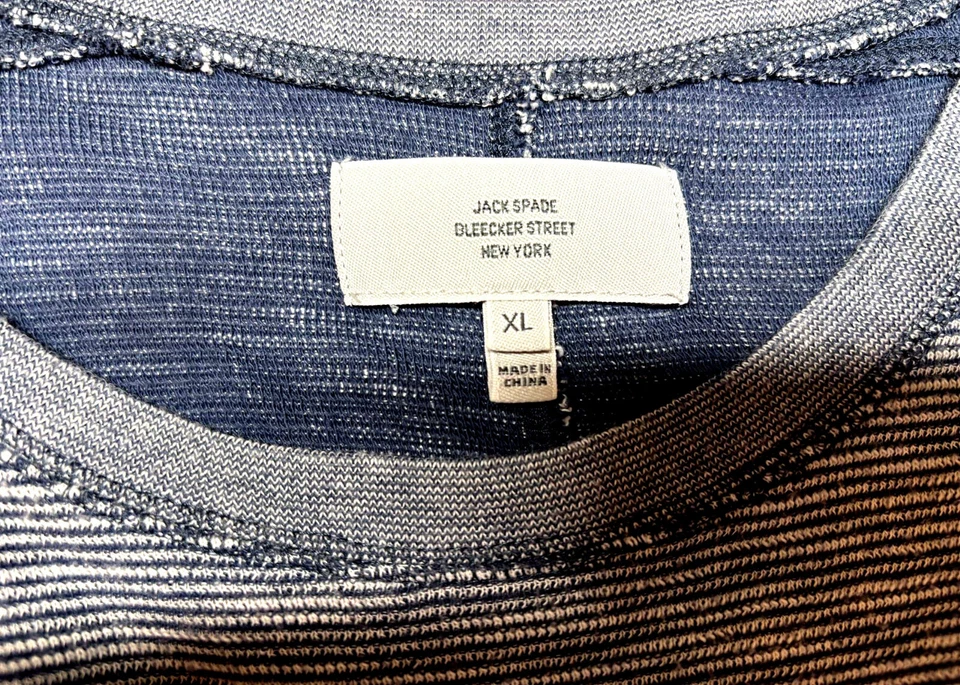 JACK SPADE
BLEECKER STREET
NEW YORK
XL
MADE IN
CHINA